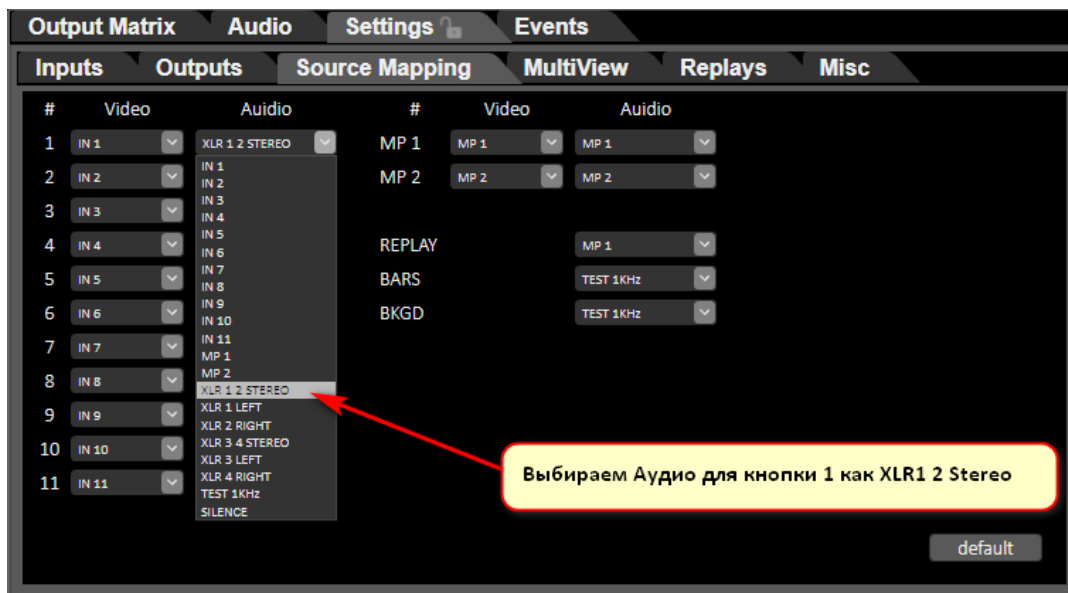 Output Matrix Audio Settings Events
Inputs Outputs Source Mapping MultiView Replays Misc
# Video Auidio # Video Auidio
1 IN 1 XLR 1 2 STEREO MP 1 MP 1 MP 1
2 IN 2 MP 2 MP 2 MP 2
3 IN 3
4 IN 4 REPLAY MP 1
5 IN 5 BARS TEST 1KHz
6 IN 6 BKGD TEST 1KHz
7 IN 7
8 IN 8
9 IN 9
10 IN 10
11 IN 11
IN 1
IN 2
IN 3
IN 4
IN 5
IN 6
IN 7
IN 8
IN 9
IN 10
IN 11
MP 1
MP 2
XLR 1 2 STEREO
XLR 1 LEFT
XLR 2 RIGHT
XLR 3 4 STEREO
XLR 3 LEFT
XLR 4 RIGHT
TEST 1KHz
SILENCE
Выбираем Аудио для кнопки 1 как XLR1 2 Stereo
default